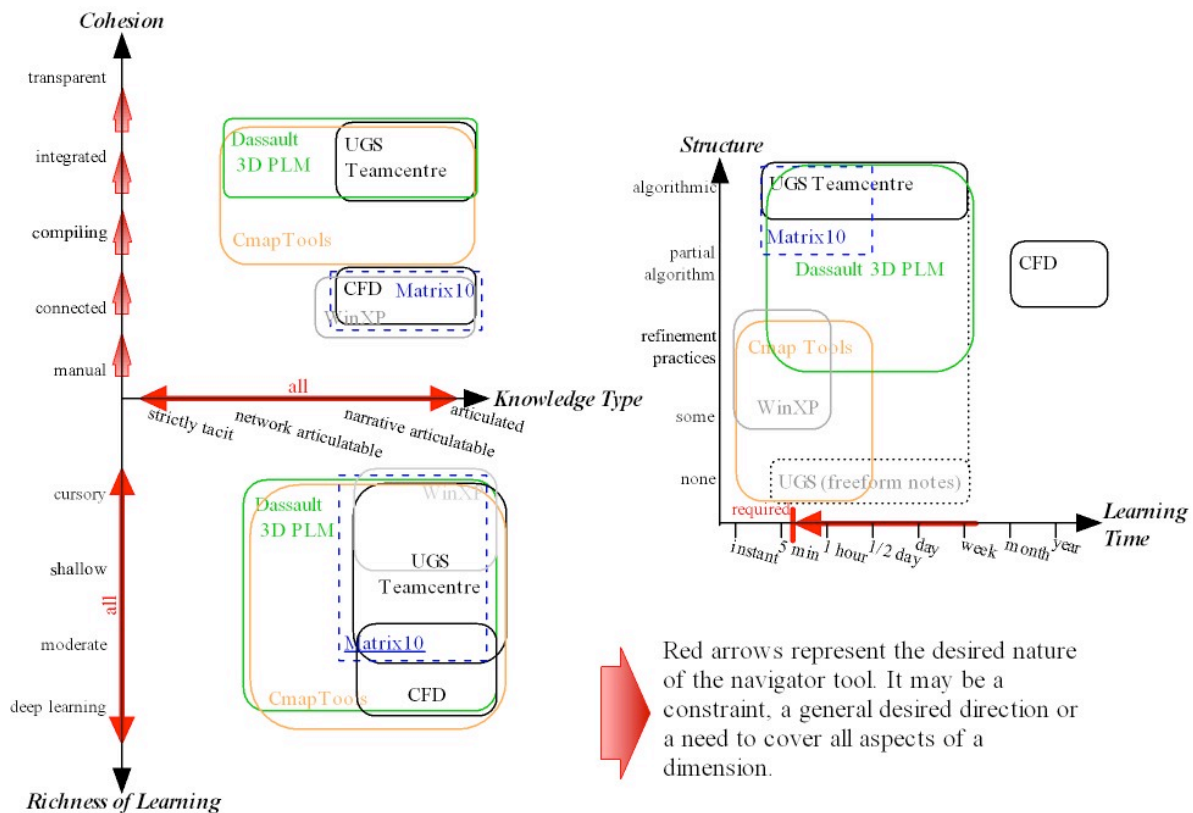 Cohesion
transparent
integrated
compiling
connected
manual
Dassault
3D PLM
UGS
Teamcentre
CmapTools
CFD
Matrix10
WinXP
all
Knowledge Type
strictly tacit
network articulatable
narrative articulatable
articulated
cursory
shallow
moderate
deep learning
all
Richness of Learning
WinXP
Dassault
3D PLM
UGS
Teamcentre
Matrix10
CmapTools
CFD
Structure
algorithmic
partial
algorithm
refinement
practices
some
none
UGS Teamcentre
Matrix10
Dassault 3D PLM
CFD
Cmap Tools
WinXP
UGS (freeform notes)
required
Learning
Time
instant
5 min
1 hour
1/2 day
day
week
month
year
Red arrows represent the desired nature
of the navigator tool. It may be a
constraint, a general desired direction or
a need to cover all aspects of a
dimension.